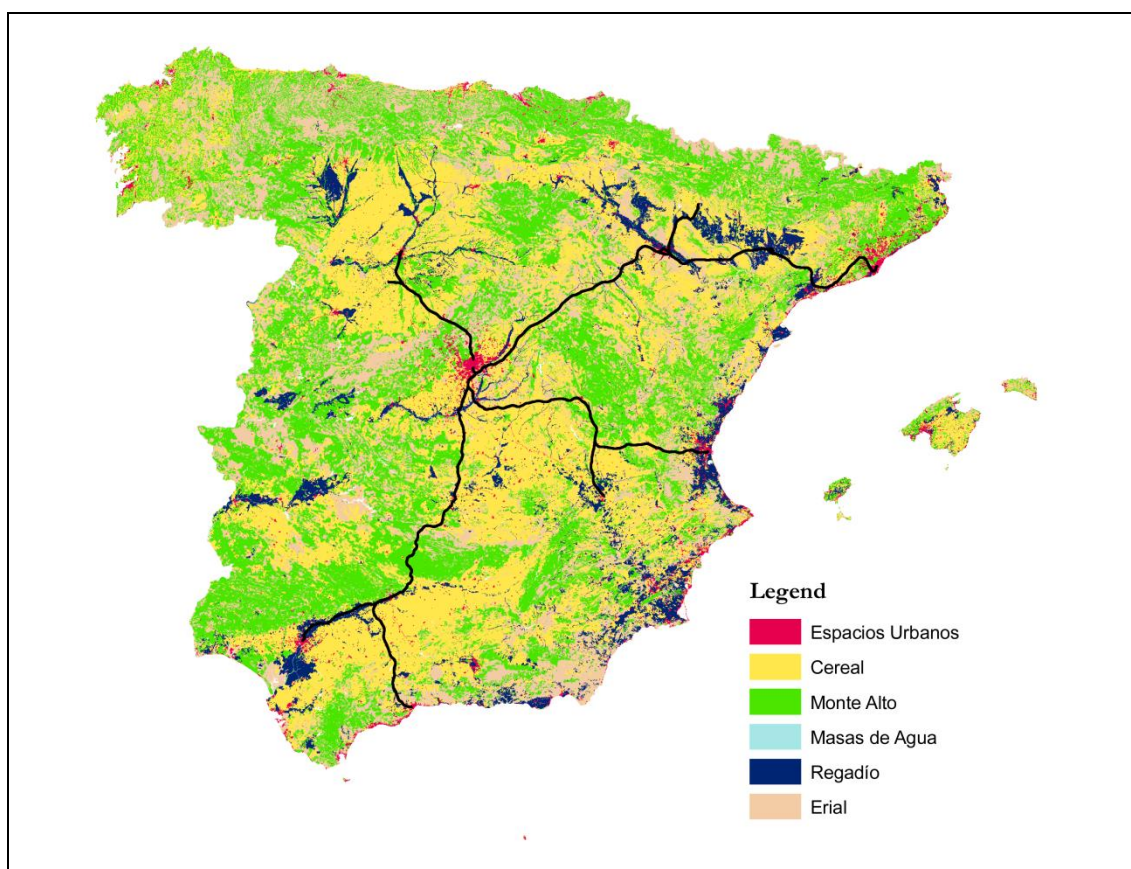 Legend
Espacios Urbanos
Cereal
Monte Alto
Masas de Agua
Regadío
Erial